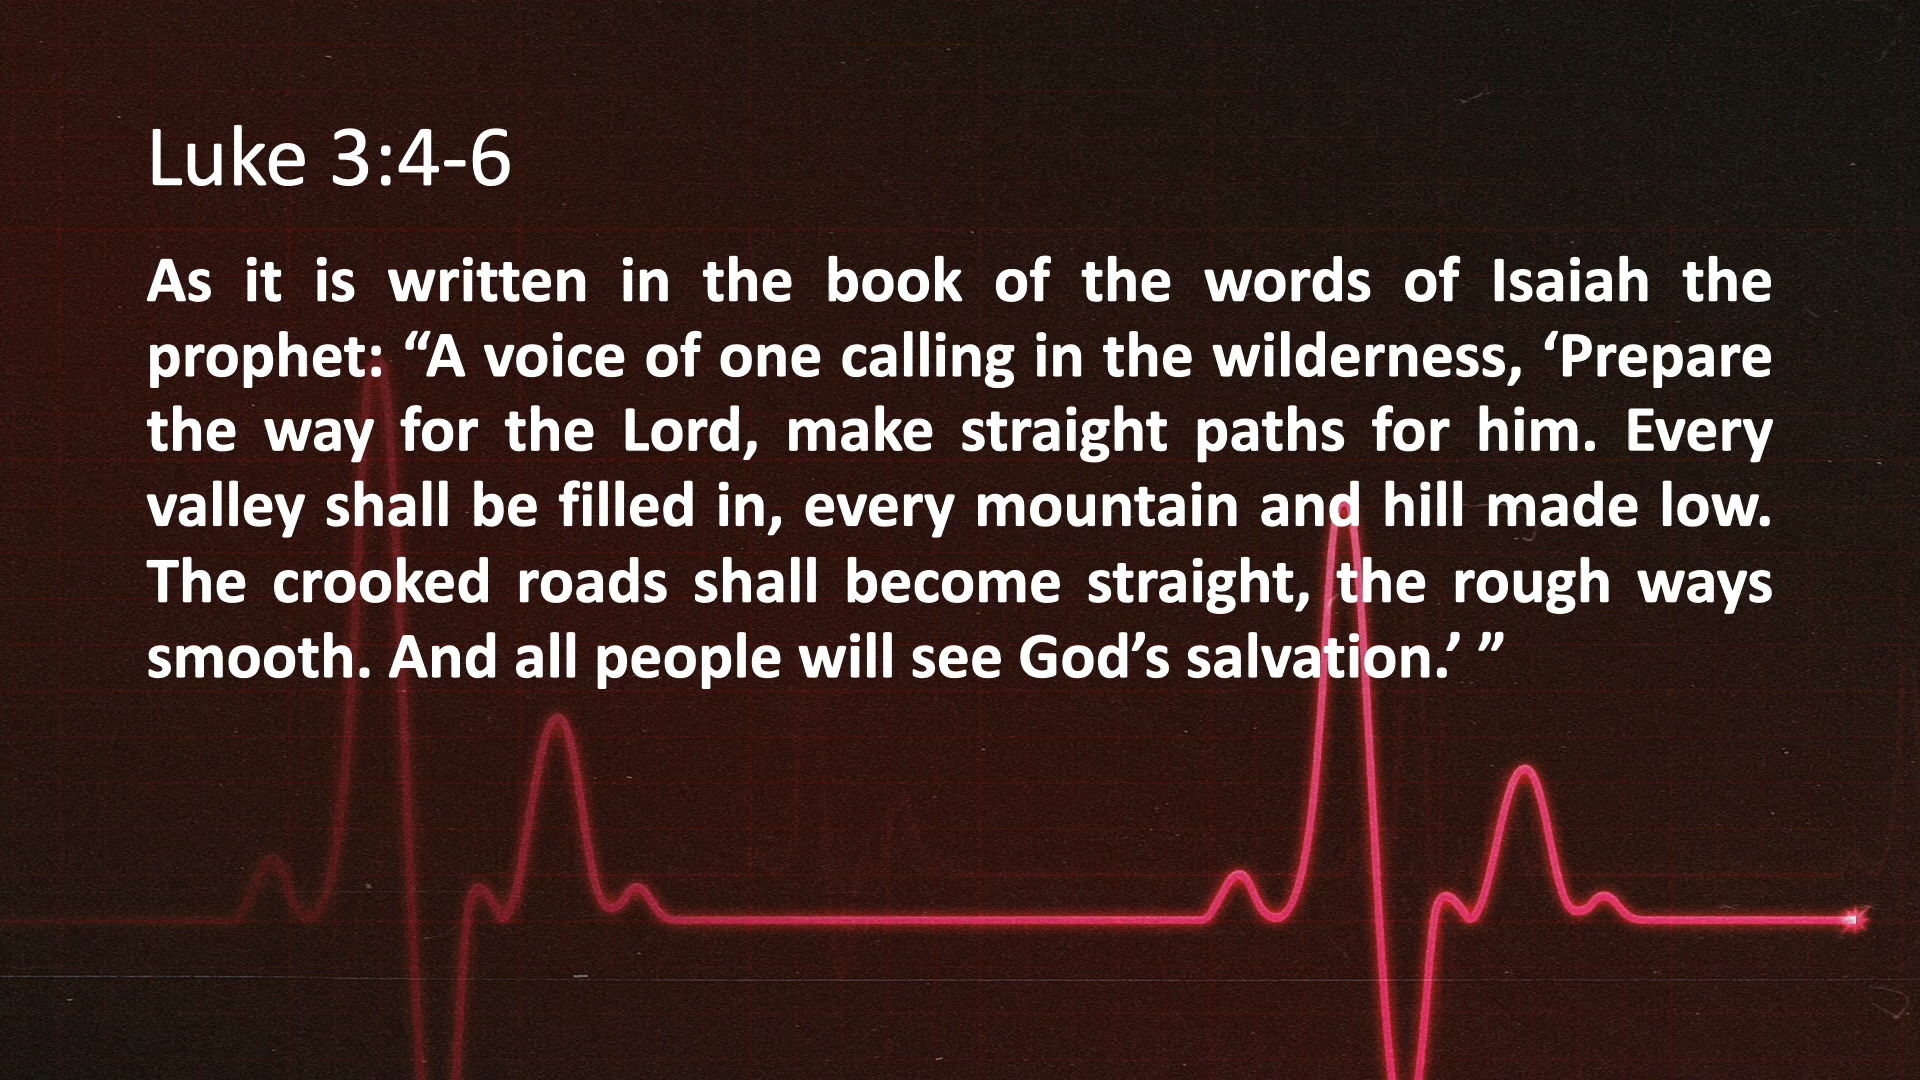 Luke 3:4-6
As it is written in the book of the words of Isaiah the
prophet: “A voice of one calling in the wilderness, ‘Prepare
the way for the Lord, make straight paths for him. Every
valley shall be filled in, every mountain and hill made low.
The crooked roads shall become straight, the rough ways
smooth. And all people will see God’s salvation.’ ”